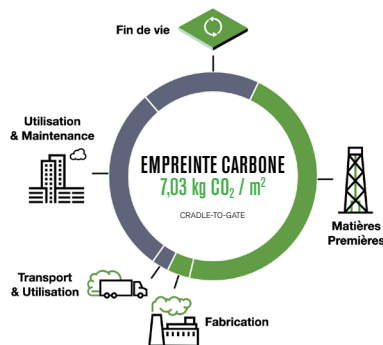 Fin de vie
Utilisation
& Maintenance
EMPREINTE CARBONE
7,03 kg CO₂ / m²
CRADLE-TO-GATE
Matières
Premières
Transport
& Utilisation
Fabrication